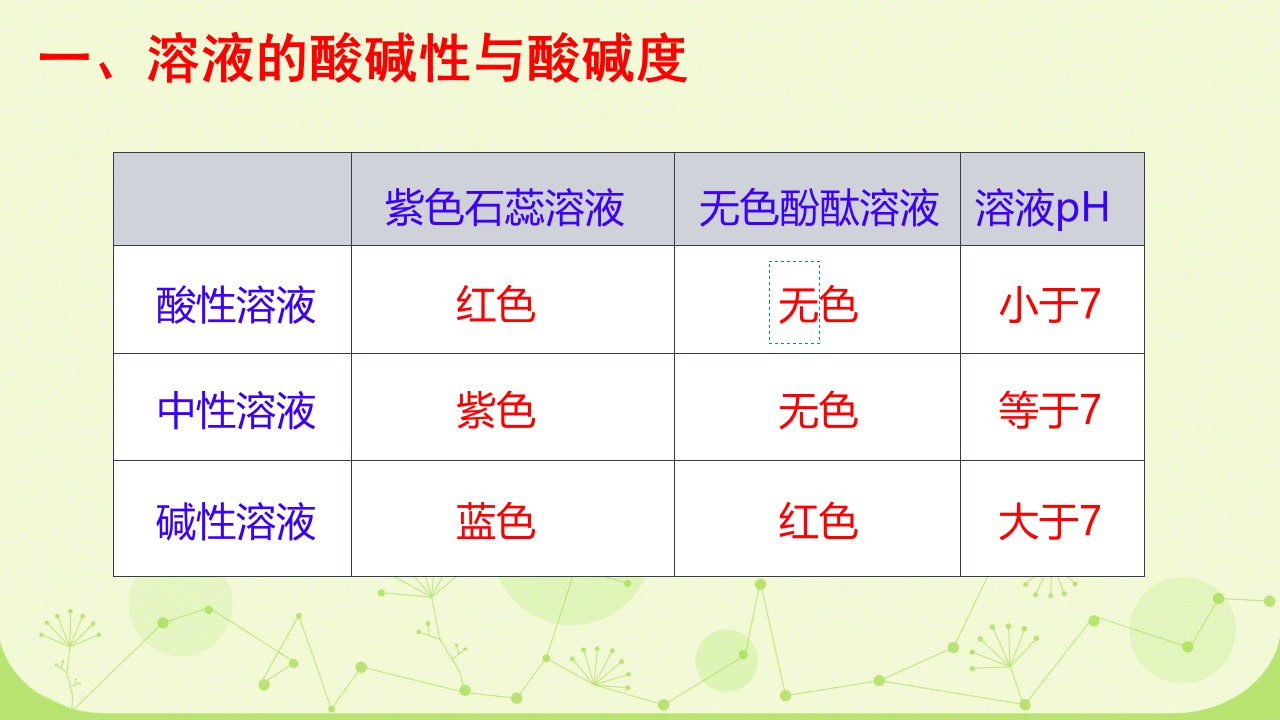 一、溶液的酸碱性与酸碱度
紫色石蕊溶液 无色酚酞溶液 溶液pH
酸性溶液 红色 无色 小于7
中性溶液 紫色 无色 等于7
碱性溶液 蓝色 红色 大于7